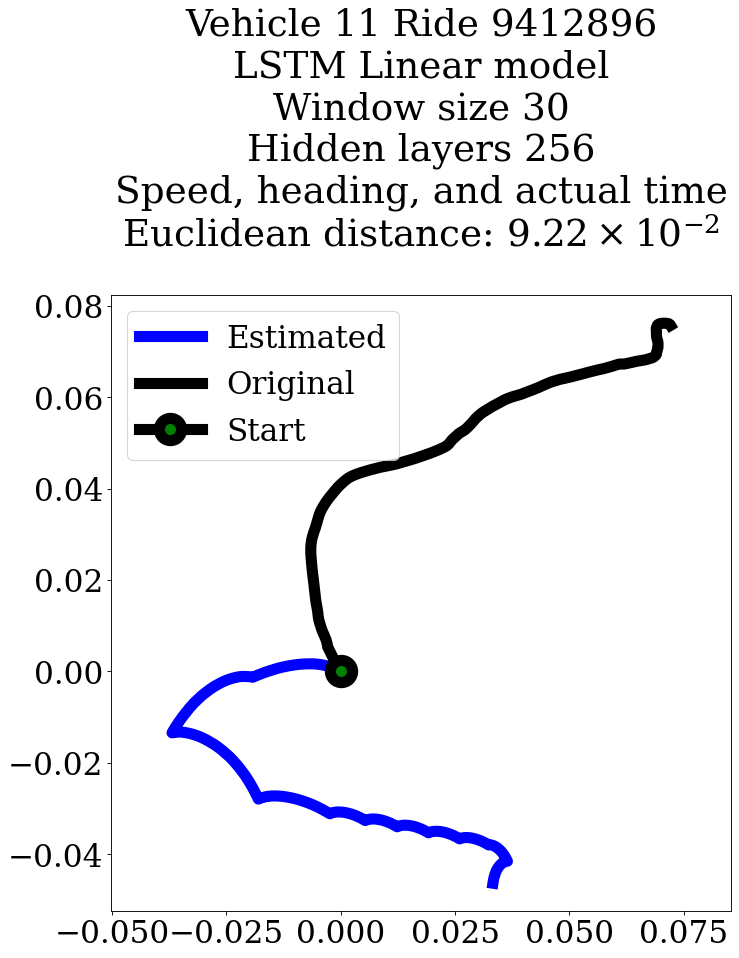 Vehicle 11 Ride 9412896
LSTM Linear model
Window size 30
Hidden layers 256
Speed, heading, and actual time
Euclidean distance: 9.22 × 10⁻²
Estimated
Original
Start
0.08
0.06
0.04
0.02
0.00
−0.02
−0.04
−0.050 −0.025 0.000 0.025 0.050 0.075